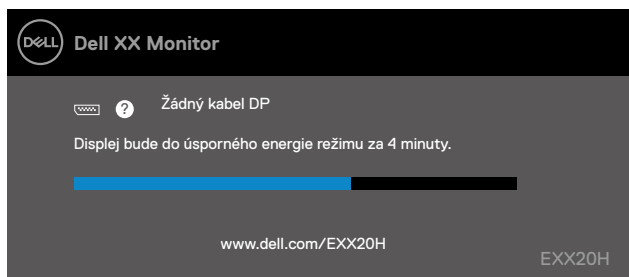 DELL Dell XX Monitor
? Žádný kabel DP
Displej bude do úsporného energie režimu za 4 minuty.
www.dell.com/EXX20H
EXX20H